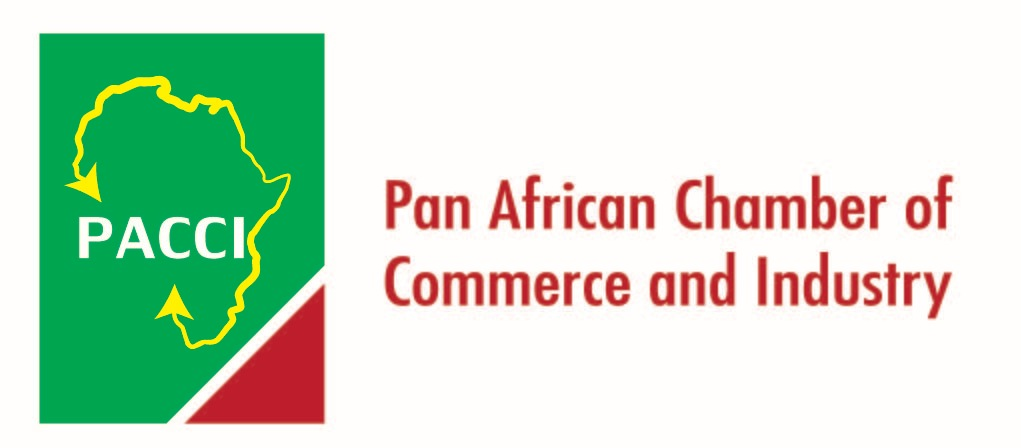 PACCI
Pan African Chamber of
Commerce and Industry